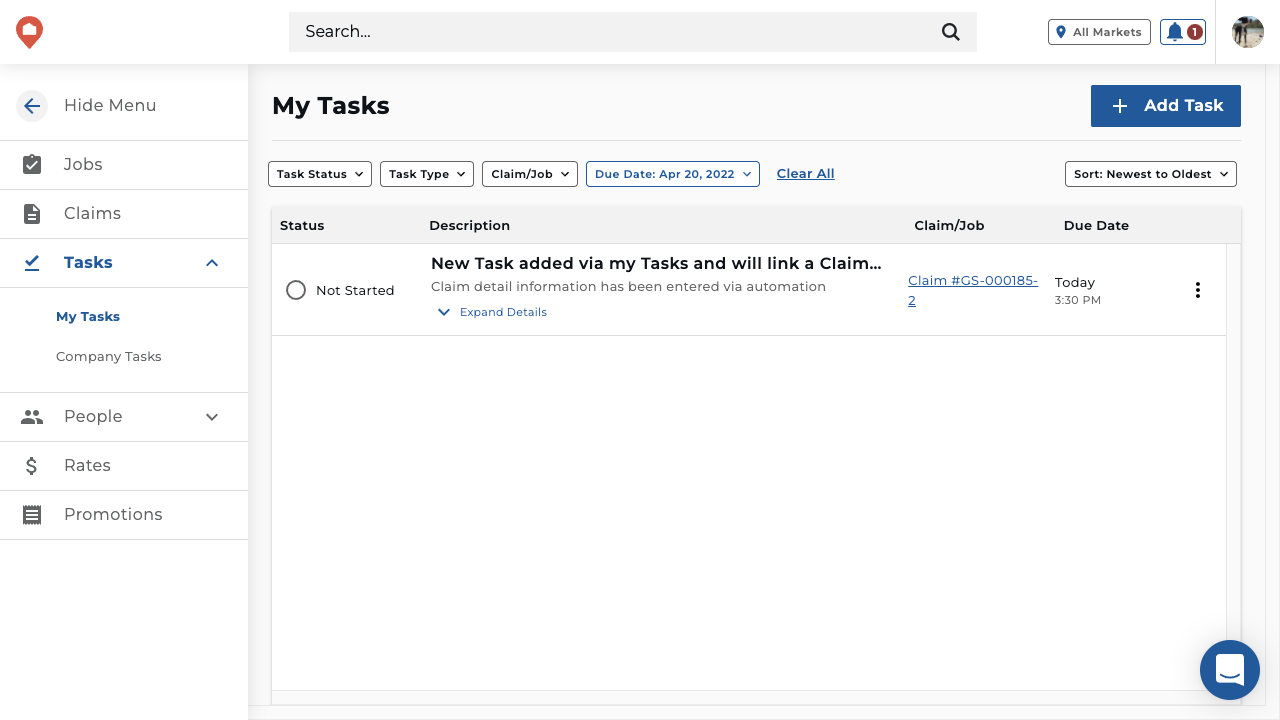 Search...
All Markets
1
Hide Menu
Jobs
Claims
Tasks
My Tasks
Company Tasks
People
Rates
Promotions
My Tasks
Add Task
Task Status
Task Type
Claim/Job
Due Date: Apr 20, 2022
Clear All
Sort: Newest to Oldest
Status
Description
Claim/Job
Due Date
Not Started
New Task added via my Tasks and will link a Claim...
Claim detail information has been entered via automation
Expand Details
Claim #GS-000185-
2
Today
3:30 PM